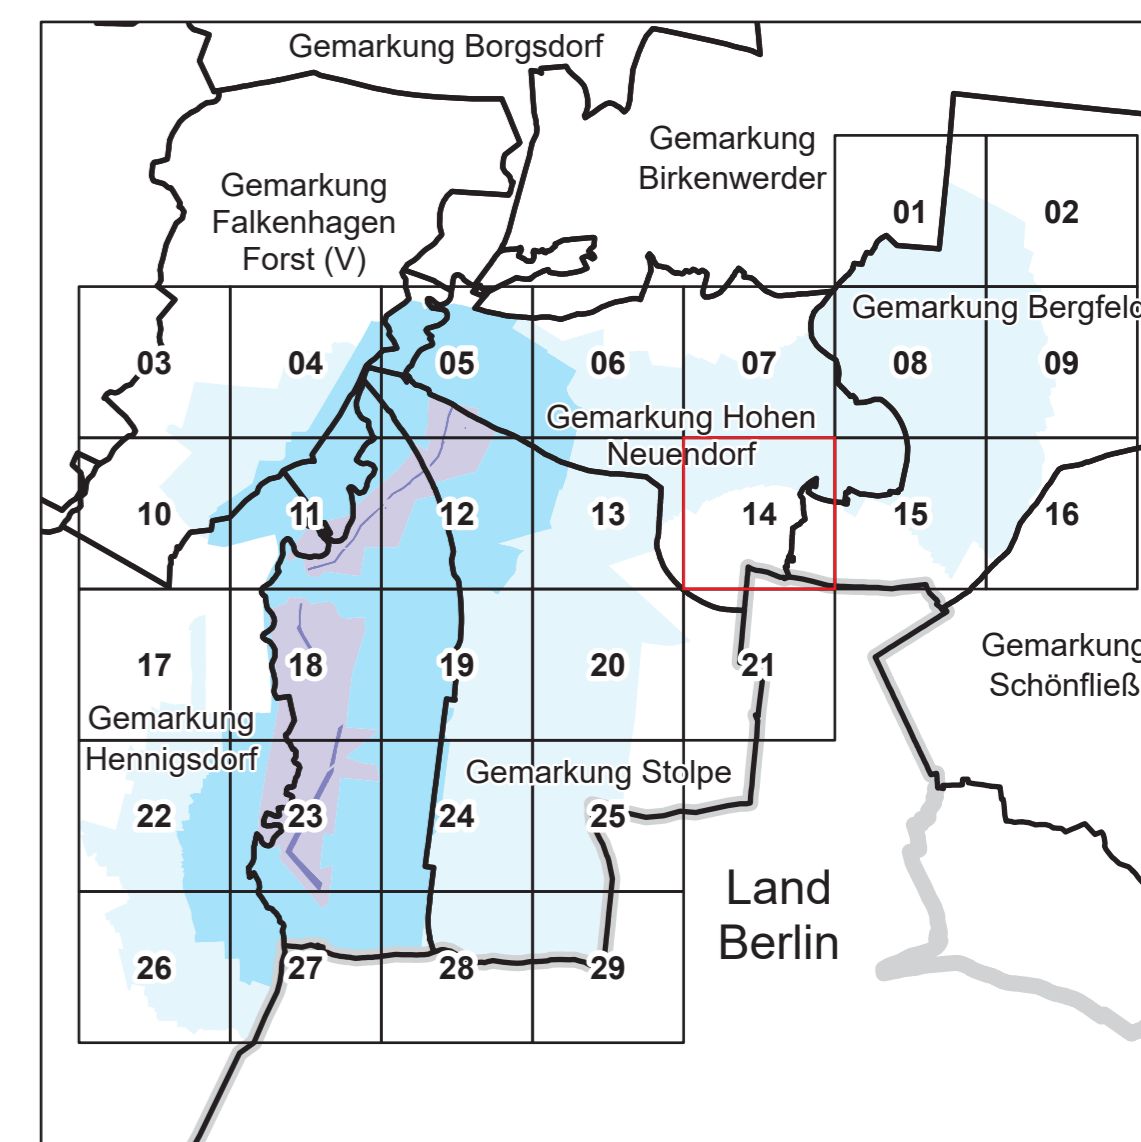 Gemarkung Borgsdorf
Gemarkung
Birkenwerder
Gemarkung
Falkenhagen
Forst (V)
01
02
Gemarkung Bergfeld
03
04
05
06
07
08
09
Gemarkung Hohen
Neuendorf
10
11
12
13
14
15
16
17
18
19
20
21
Gemarkung
Schönfließ
Gemarkung
Hennigsdorf
Gemarkung Stolpe
22
23
24
25
Land
Berlin
26
27
28
29